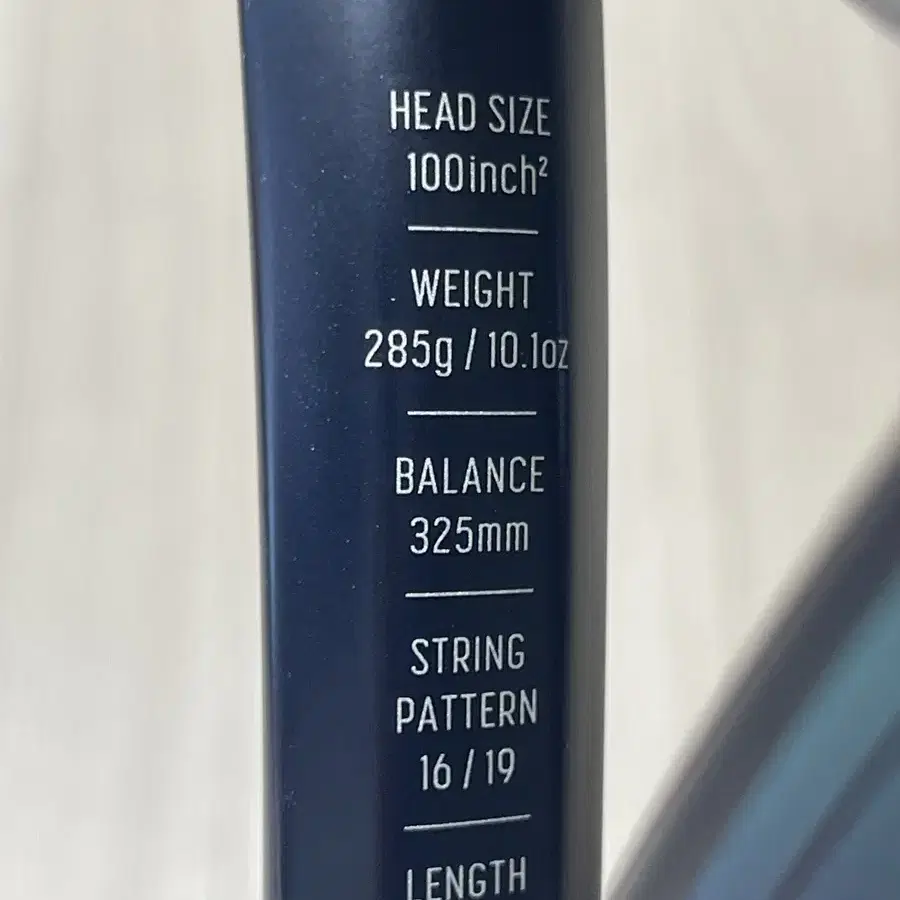 HEAD SIZE
100inch²
WEIGHT
285g / 10.1oz
BALANCE
325mm
STRING
PATTERN
16 / 19
LENGTH